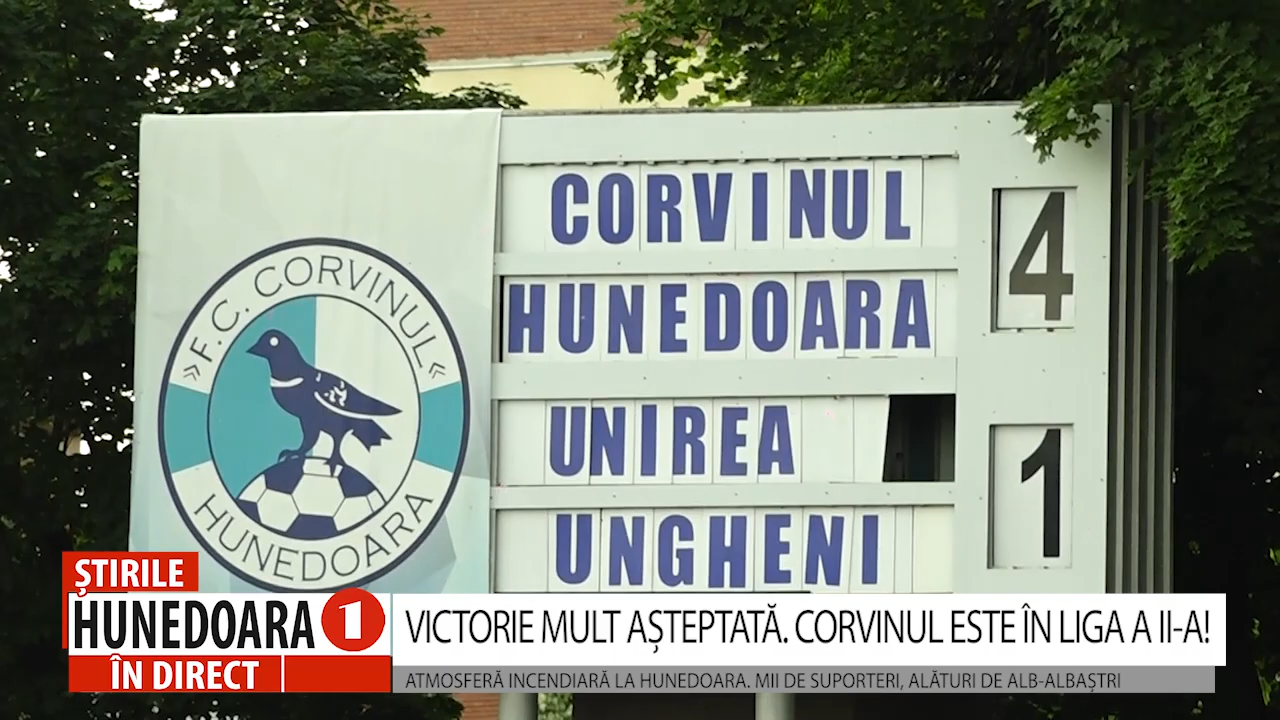 CORVINUL
4
HUNEDOARA
UNIREA
1
UNGHENI
»F.C. CORVINUL«
HUNEDOARA
ȘTIRILE
HUNEDOARA 1
ÎN DIRECT
VICTORIE MULT AȘTEPTATĂ. CORVINUL ESTE ÎN LIGA A II-A!
ATMOSFERĂ INCENDIARĂ LA HUNEDOARA. MII DE SUPORTERI, ALĂTURI DE ALB-ALBAȘTRI